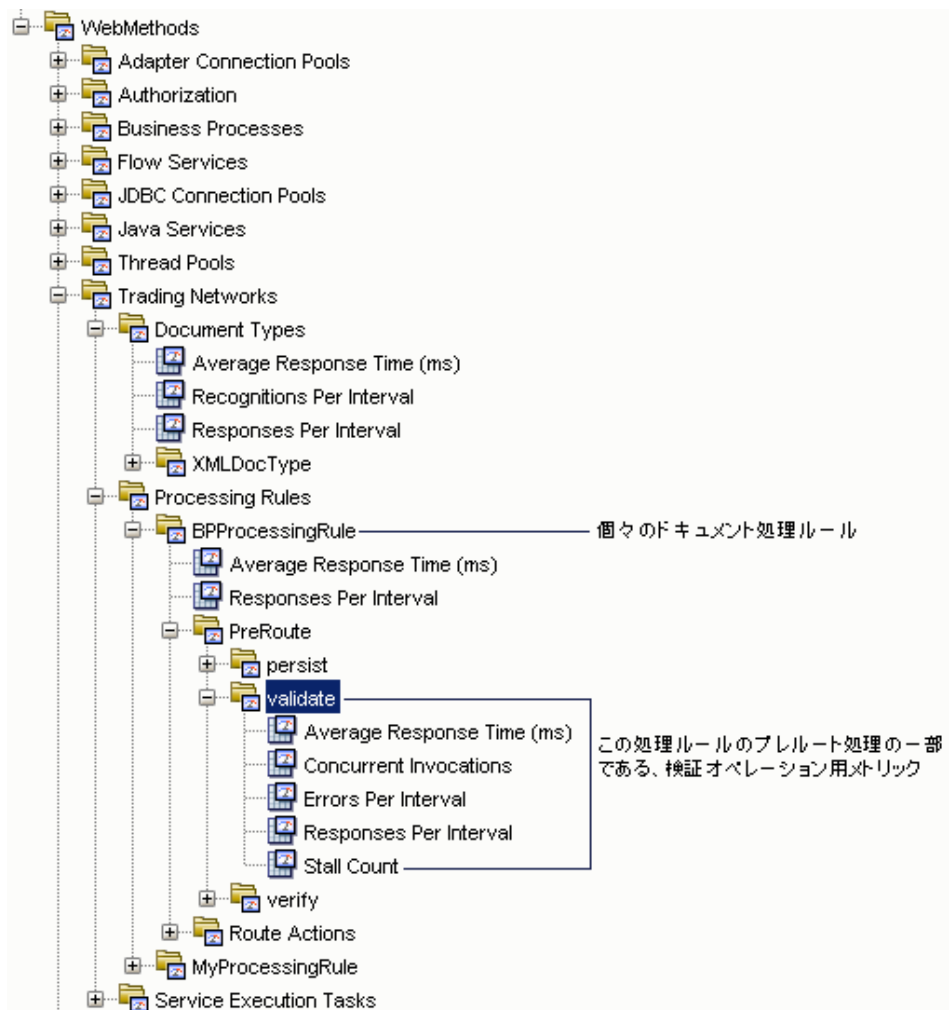 WebMethods
Adapter Connection Pools
Authorization
Business Processes
Flow Services
JDBC Connection Pools
Java Services
Thread Pools
Trading Networks
Document Types
Average Response Time (ms)
Recognitions Per Interval
Responses Per Interval
XMLDocType
Processing Rules
BPProcessingRule
個々のドキュメント処理ルール
Average Response Time (ms)
Responses Per Interval
PreRoute
persist
validate
Average Response Time (ms)
Concurrent Invocations
Errors Per Interval
Responses Per Interval
Stall Count
この処理ルールのプレルート処理の一部
である、検証オペレーション用メトリック
verify
Route Actions
MyProcessingRule
Service Execution Tasks